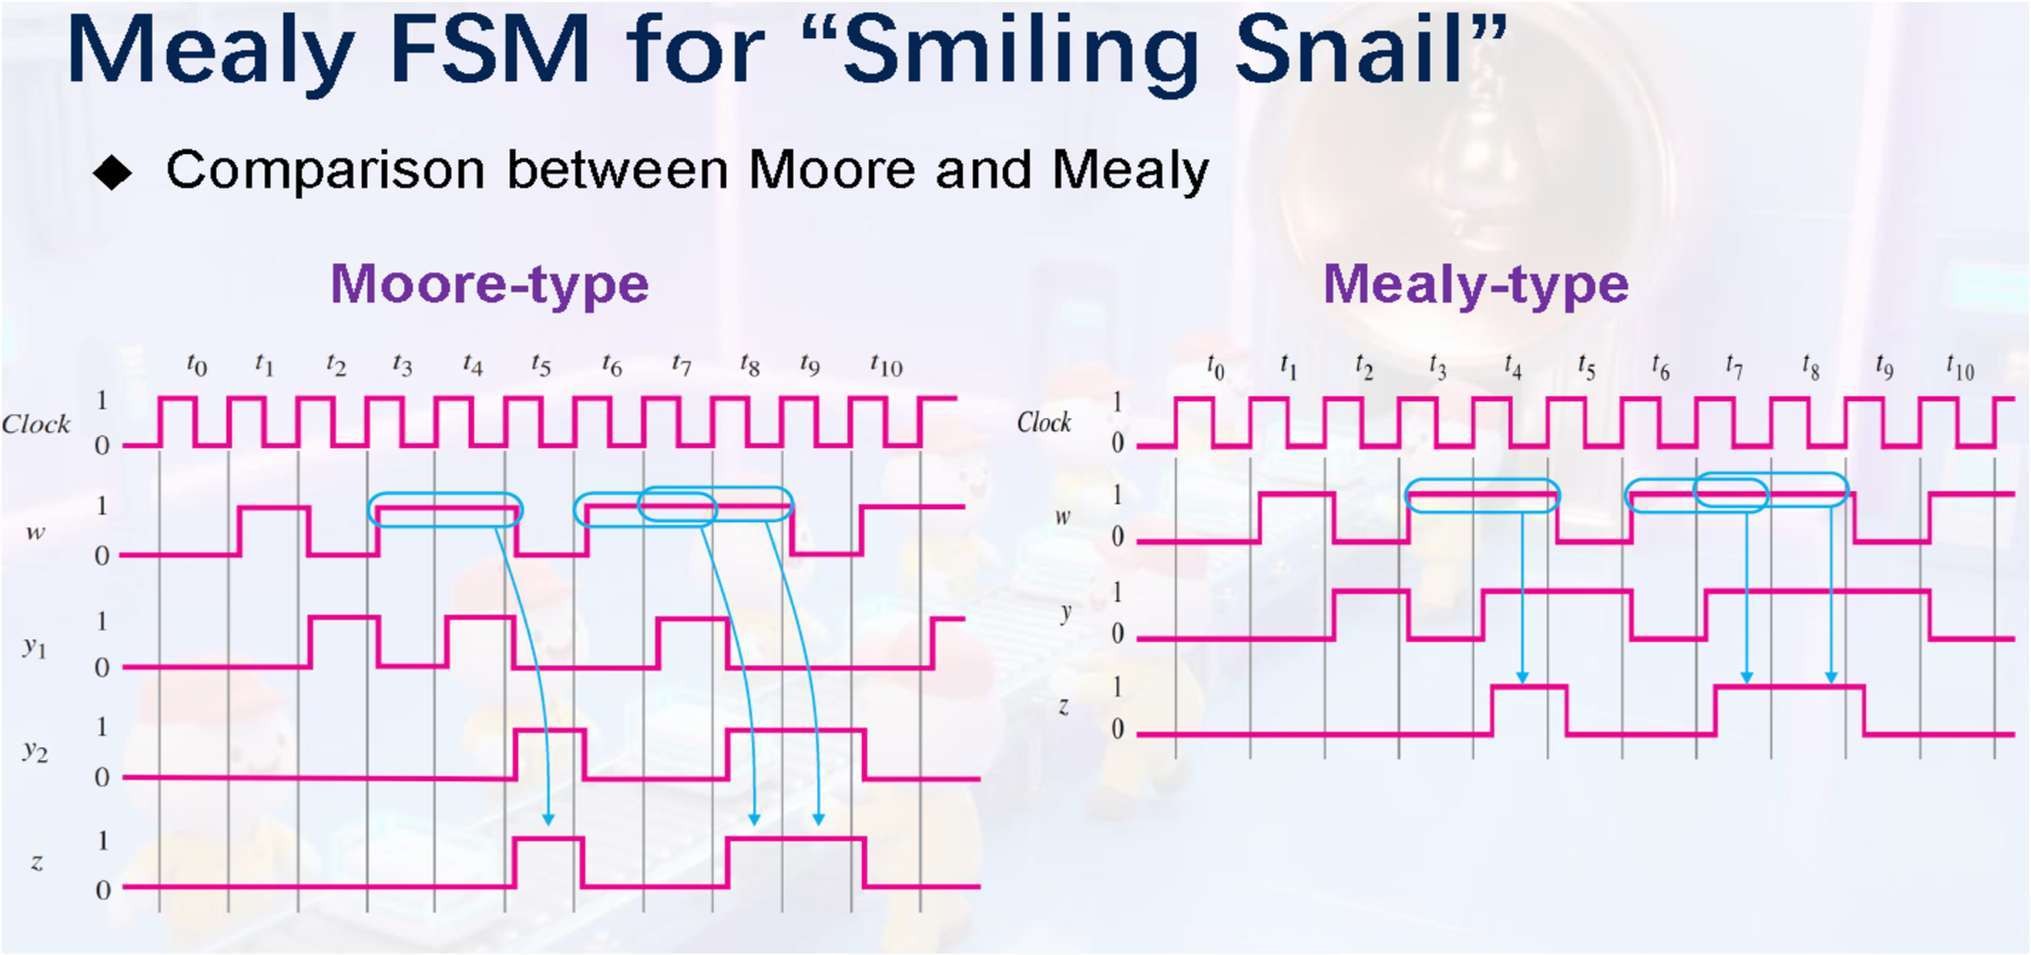 Mealy FSM for “Smiling Snail”
◆ Comparison between Moore and Mealy
Moore-type
t0 t1 t2 t3 t4 t5 t6 t7 t8 t9 t10
Clock 1 0
w 1 0
y1 1 0
y2 1 0
z 1 0
Mealy-type
t0 t1 t2 t3 t4 t5 t6 t7 t8 t9 t10
Clock 1 0
w 1 0
y 1 0
z 1 0